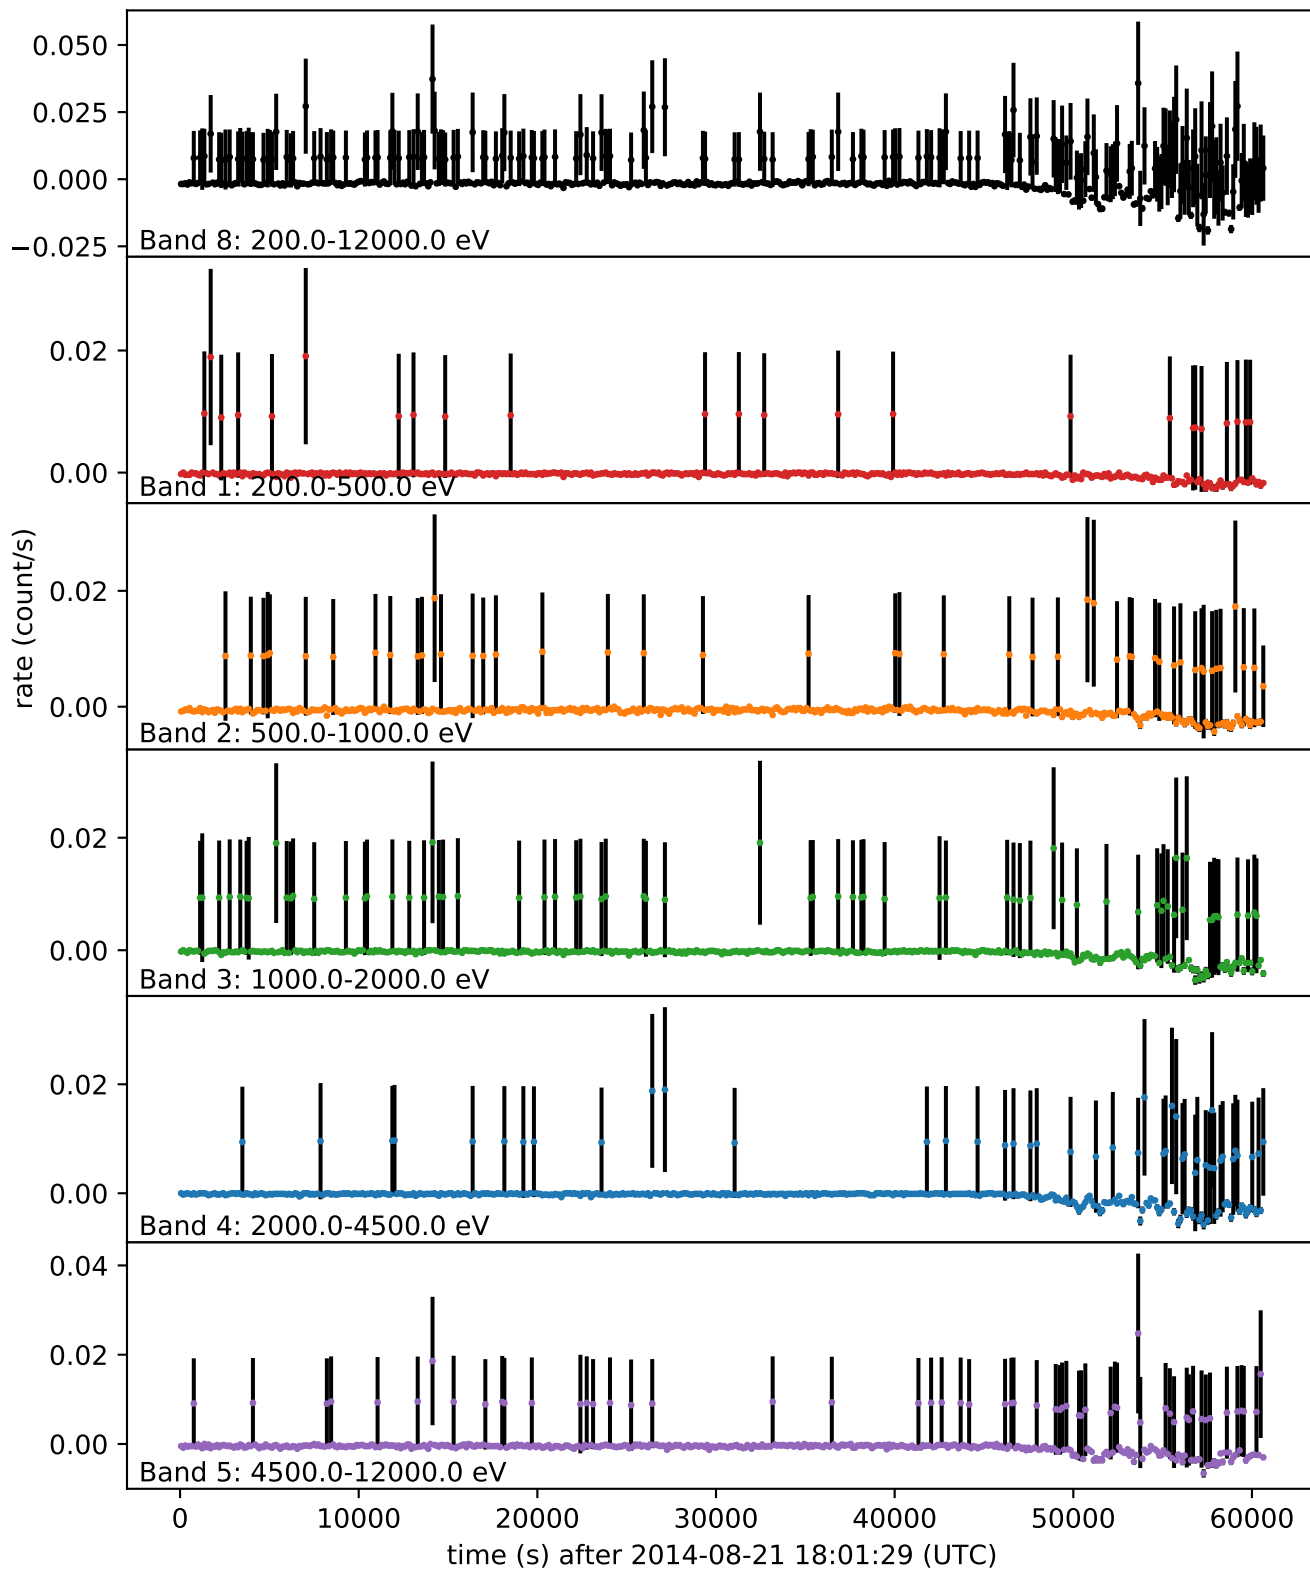 0.050
0.025
0.000
−0.025
Band 8: 200.0-12000.0 eV
0.02
0.00
Band 1: 200.0-500.0 eV
rate (count/s)
0.02
0.00
Band 2: 500.0-1000.0 eV
0.02
0.00
Band 3: 1000.0-2000.0 eV
0.02
0.00
Band 4: 2000.0-4500.0 eV
0.04
0.02
0.00
Band 5: 4500.0-12000.0 eV
0 10000 20000 30000 40000 50000 60000
time (s) after 2014-08-21 18:01:29 (UTC)